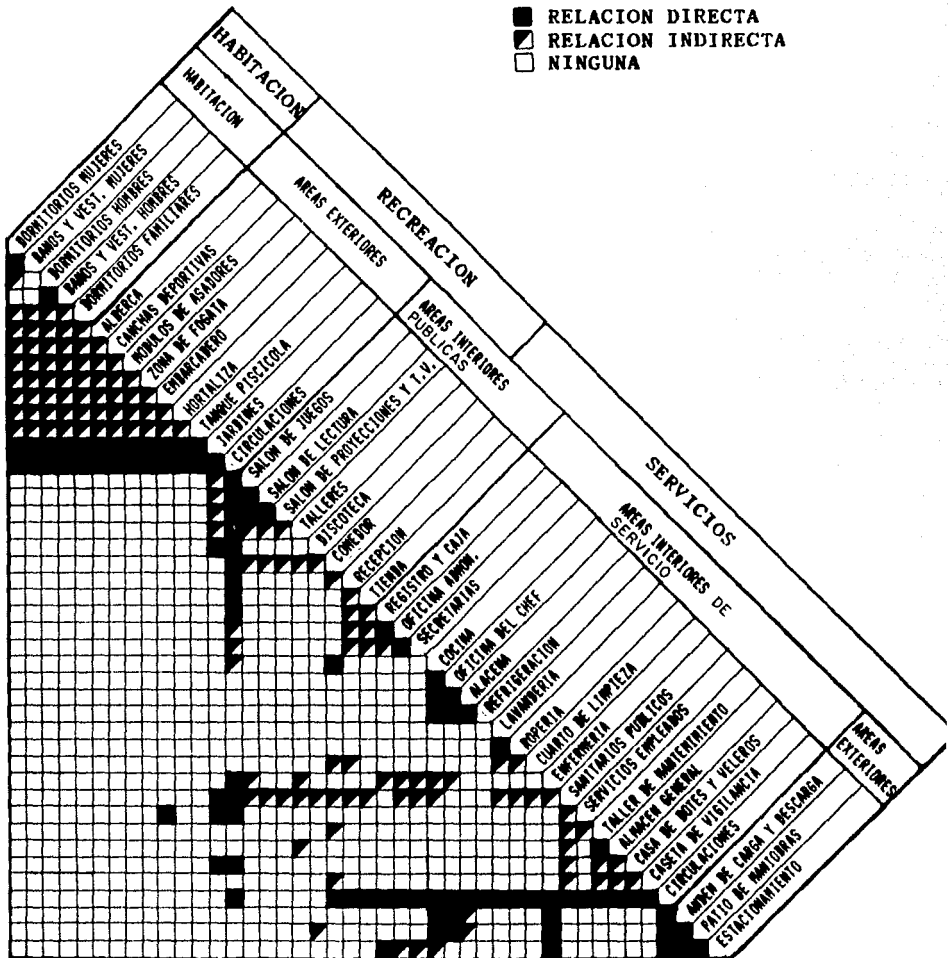 RELACION DIRECTA
RELACION INDIRECTA
NINGUNA
HABITACION
RECREACION
SERVICIOS
HABITACION
AREAS EXTERIORES
AREAS INTERIORES
PUBLICAS
AREAS INTERIORES DE
SERVICIO
AREAS
EXTERIORES
DORMITORIOS MUJERES
BANOS Y VEST. MUJERES
DORMITORIOS HOMBRES
BANOS Y VEST. HOMBRES
DORMITORIOS FAMILIARES
ALBERCA
CANCHAS DEPORTIVAS
MODULOS DE ASADORES
ZONA DE FOGATA
EMBARCADERO
HORTALIZA
TANQUE PISCICOLA
JARDINES
CIRCULACIONES
SALON DE JUEGOS
SALON DE LECTURA
SALON DE PROYECCIONES Y T.V.
TALLERES
DISCOTECA
COMEDOR
RECEPCION
TIENDA
REGISTRO Y CAJA
OFICINA ADMON.
SECRETARIAS
COCINA
OFICINA DEL CHEF
ALACENA
REFRIGERACION
LAVANDERIA
ROPERIA
CUARTO DE LIMPIEZA
ENFERMERIA
SANITARIOS PUBLICOS
SERVICIOS EMPLEADOS
TALLER DE MANTENIMIENTO
ALMACEN GENERAL
CASA DE BOTES Y VELEROS
CASETA DE VIGILANCIA
CIRCULACIONES
ANDEN DE CARGA Y DESCARGA
PATIO DE MANIOBRAS
ESTACIONAMIENTO